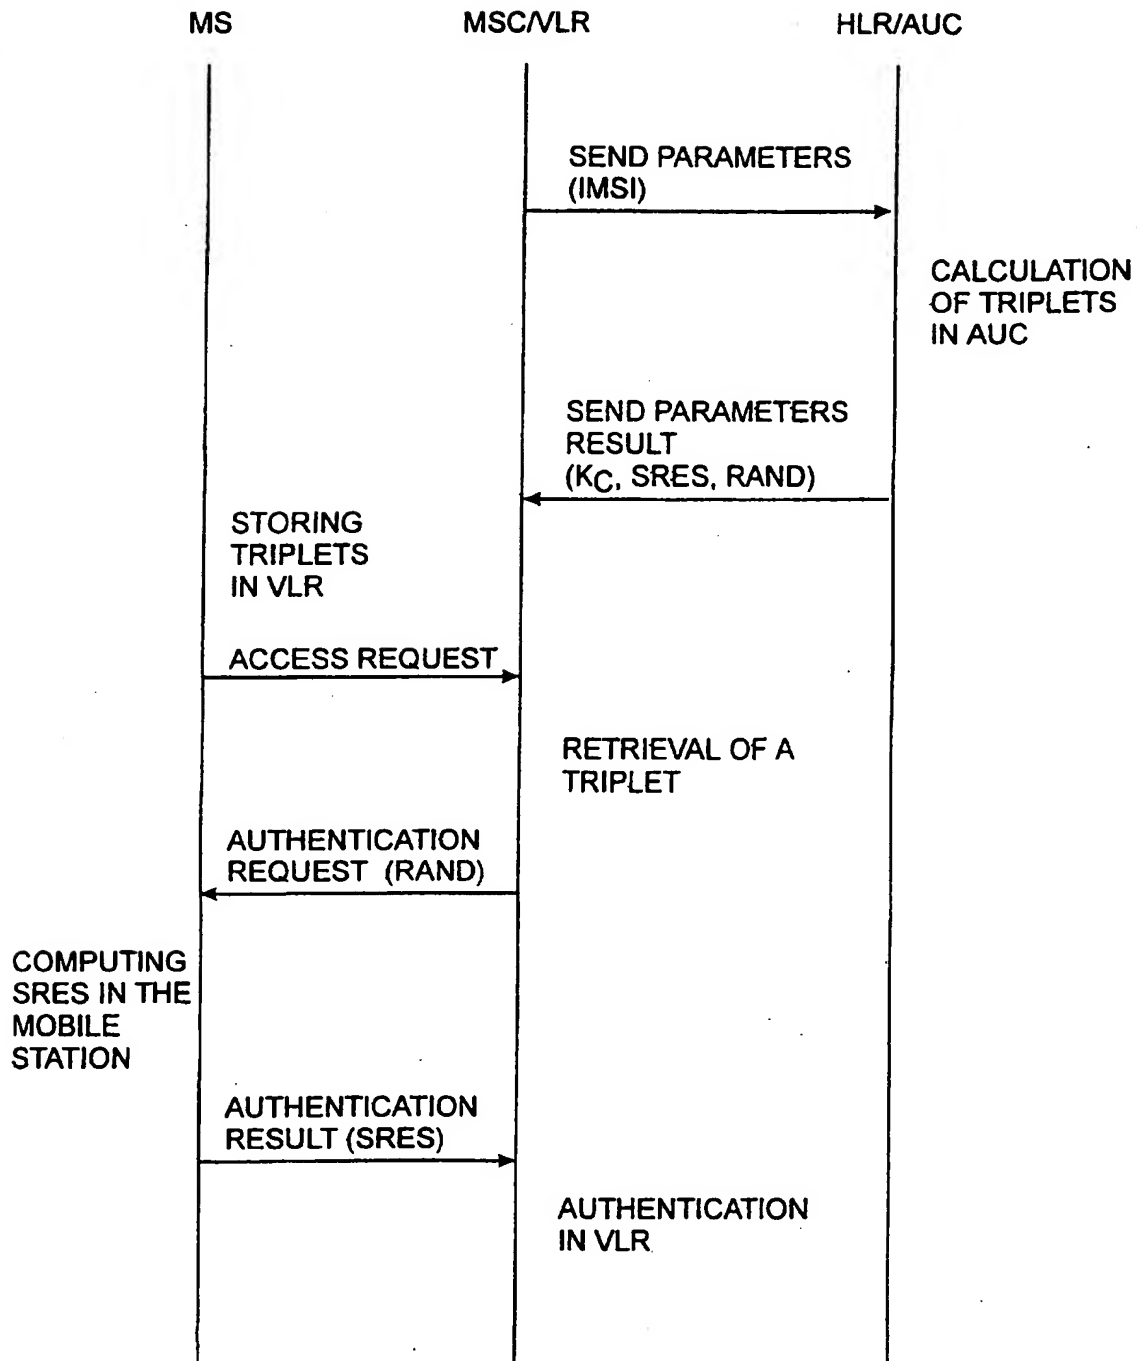 MS
MSC/VLR
HLR/AUC
SEND PARAMETERS
(IMSI)
CALCULATION
OF TRIPLETS
IN AUC
SEND PARAMETERS
RESULT
(KC, SRES, RAND)
STORING
TRIPLETS
IN VLR
ACCESS REQUEST
RETRIEVAL OF A
TRIPLET
AUTHENTICATION
REQUEST (RAND)
COMPUTING
SRES IN THE
MOBILE
STATION
AUTHENTICATION
RESULT (SRES)
AUTHENTICATION
IN VLR